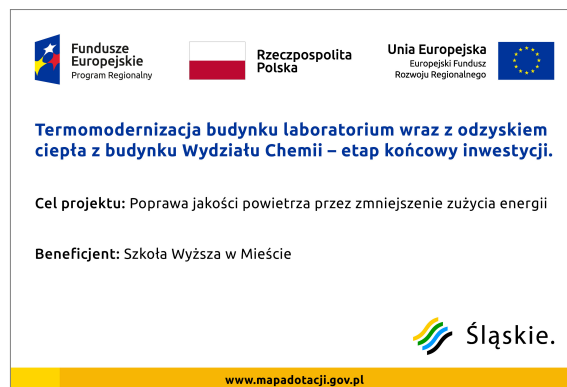 Fundusze
Europejskie
Program Regionalny
Rzeczpospolita
Polska
Unia Europejska
Europejski Fundusz
Rozwoju Regionalnego
Termomodernizacja budynku laboratorium wraz z odzyskiem
ciepła z budynku Wydziału Chemii – etap końcowy inwestycji.
Cel projektu: Poprawa jakości powietrza przez zmniejszenie zużycia energii
Beneficjent: Szkoła Wyższa w Mieście
Śląskie.
www.mapadotacji.gov.pl